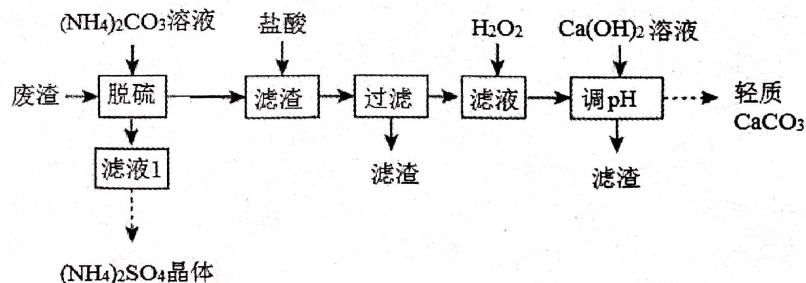 (NH4)2CO3溶液
盐酸
H2O2
Ca(OH)2 溶液
废渣
脱硫
滤渣
过滤
滤液
调pH
轻质
CaCO3
滤液1
滤渣
滤渣
(NH4)2SO4晶体